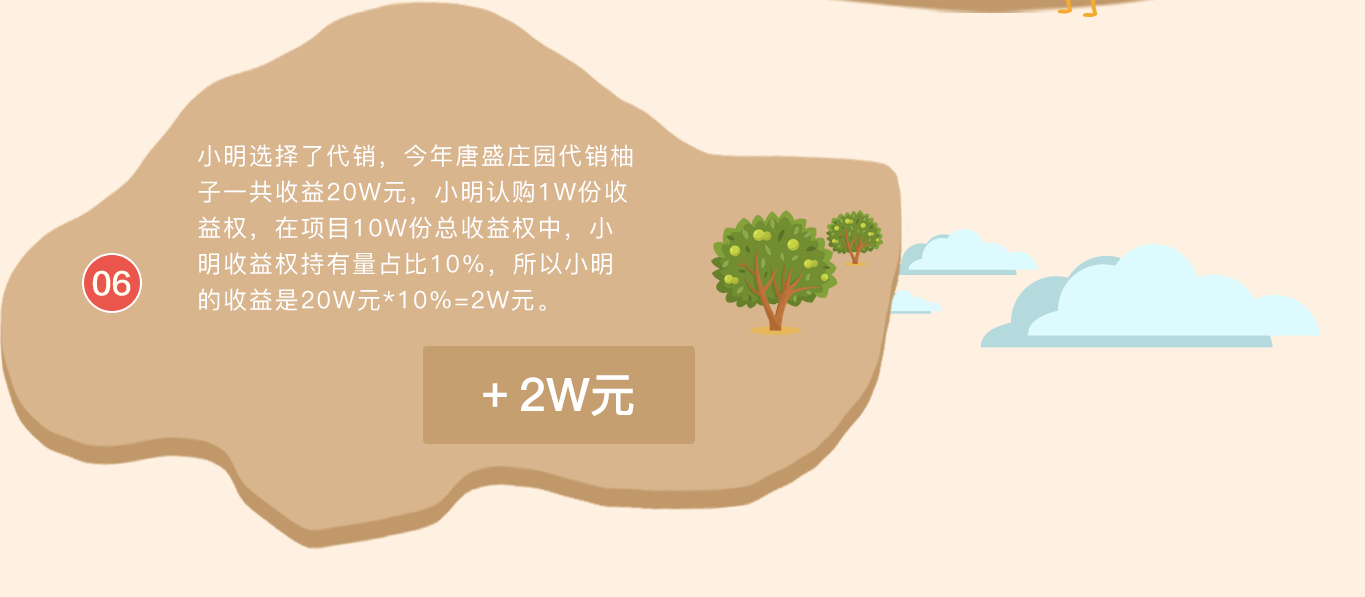 小明选择了代销，今年唐盛庄园代销柚
子一共收益20W元，小明认购1W份收
益权，在项目10W份总收益权中，小
明收益权持有量占比10%，所以小明
的收益是20W元*10%=2W元。
06
+ 2W元